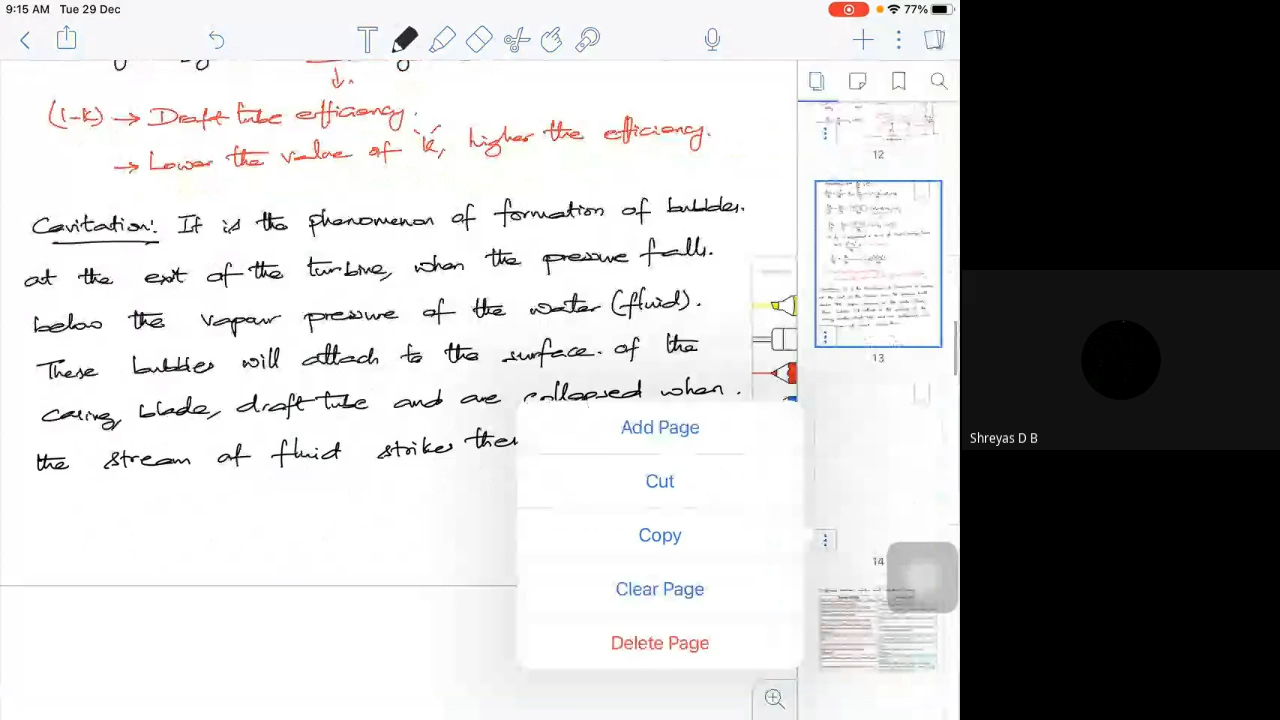 9:15 AM Tue 29 Dec
77%
(1-K) → Draft tube efficiency.
→ Lower the value of 'k', higher the efficiency.
Cavitation: It is the phenomenon of formation of bubbles.
at the exit of the turbine, when the pressure falls.
below the vapour pressure of the water (fluid).
These bubbles will attach to the surface. of the
casing, blade, draft tube and are collapsed when.
the stream of fluid strikes
Add Page
Cut
Copy
Clear Page
Delete Page
12
13
14
Shreyas D B